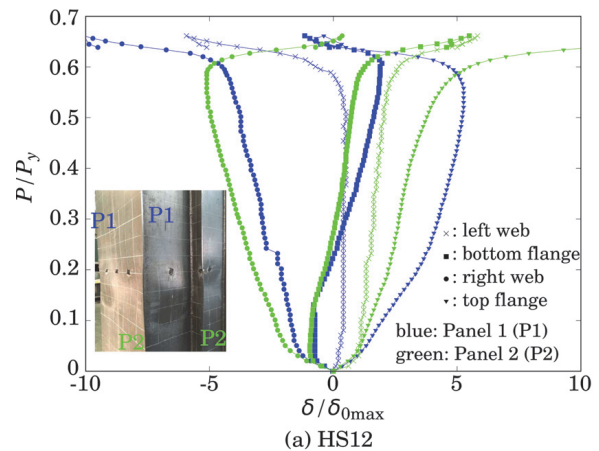 0.7
0.6
0.5
0.4
0.3
0.2
0.1
0
P/P_y
P1
P1
P2
P2
×: left web
■: bottom flange
●: right web
▼: top flange
blue: Panel 1 (P1)
green: Panel 2 (P2)
-10 -5 0 5 10
δ/δ_{0max}
(a) HS12